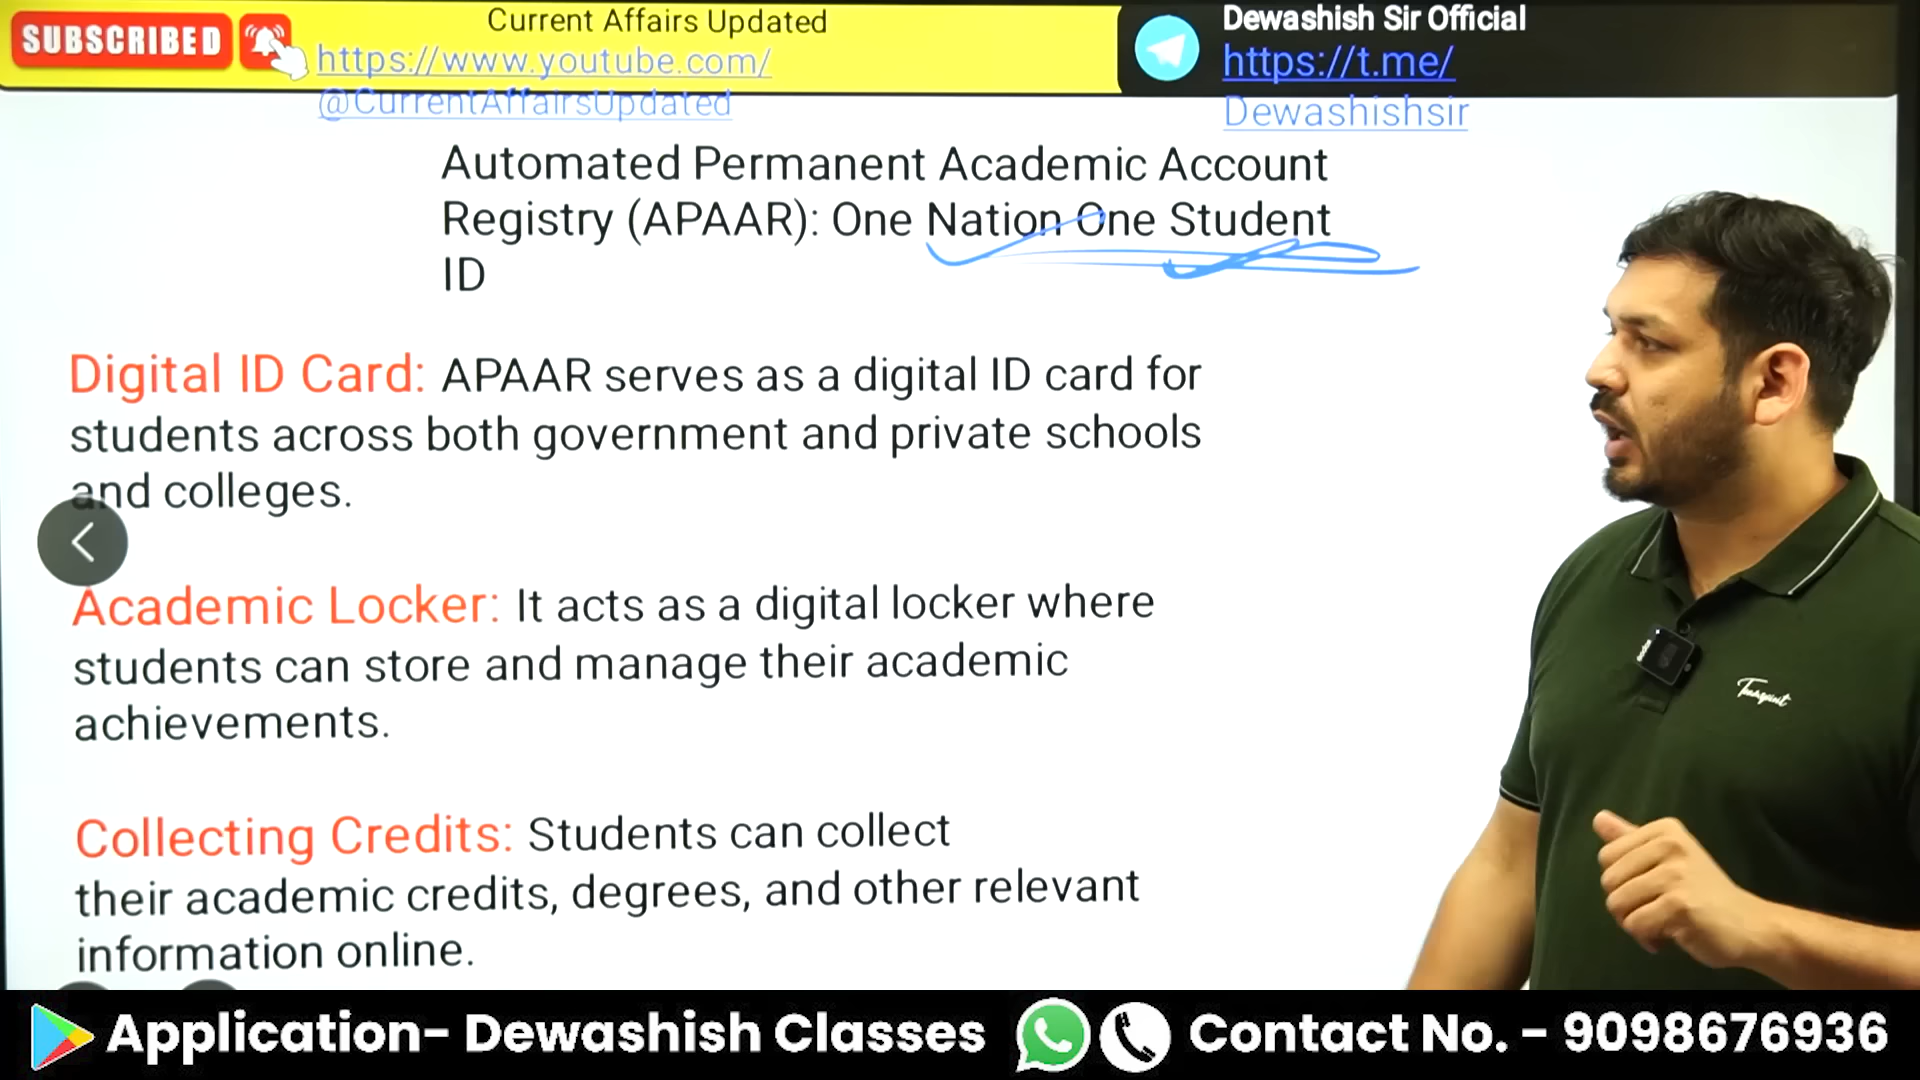 SUBSCRIBED
Current Affairs Updated
https://www.youtube.com/
@CurrentAffairsUpdated
Dewashish Sir Official
https://t.me/
Dewashishsir
Automated Permanent Academic Account
Registry (APAAR): One Nation One Student
ID
Digital ID Card: APAAR serves as a digital ID card for
students across both government and private schools
and colleges.
Academic Locker: It acts as a digital locker where
students can store and manage their academic
achievements.
Collecting Credits: Students can collect
their academic credits, degrees, and other relevant
information online.
Application- Dewashish Classes
Contact No. - 9098676936